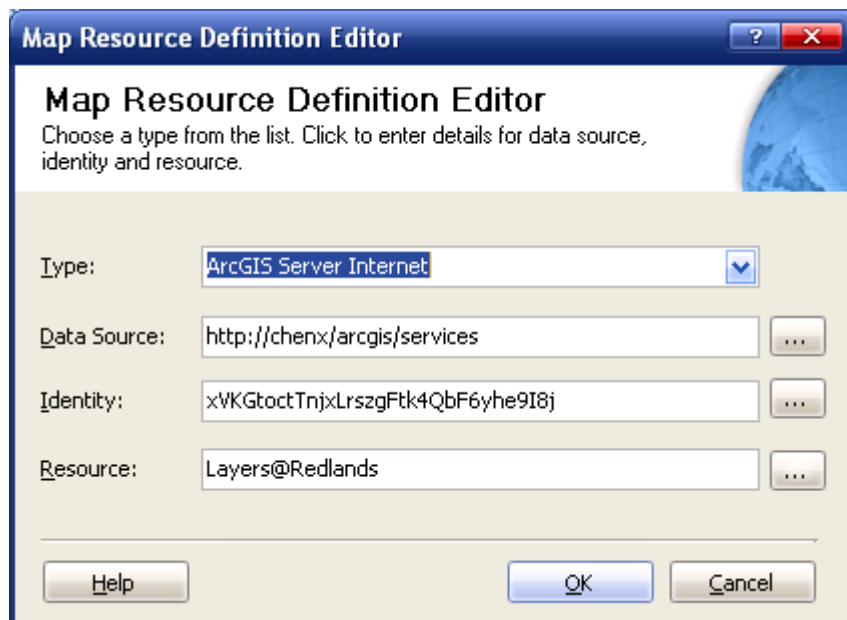 Map Resource Definition Editor
Map Resource Definition Editor
Choose a type from the list. Click to enter details for data source,
identity and resource.
Type: ArcGIS Server Internet
Data Source: http://chenx/arcgis/services ...
Identity: xVKGtoctTnjxLrszgFtk4QbF6yhe9I8j ...
Resource: Layers@Redlands ...
Help OK Cancel